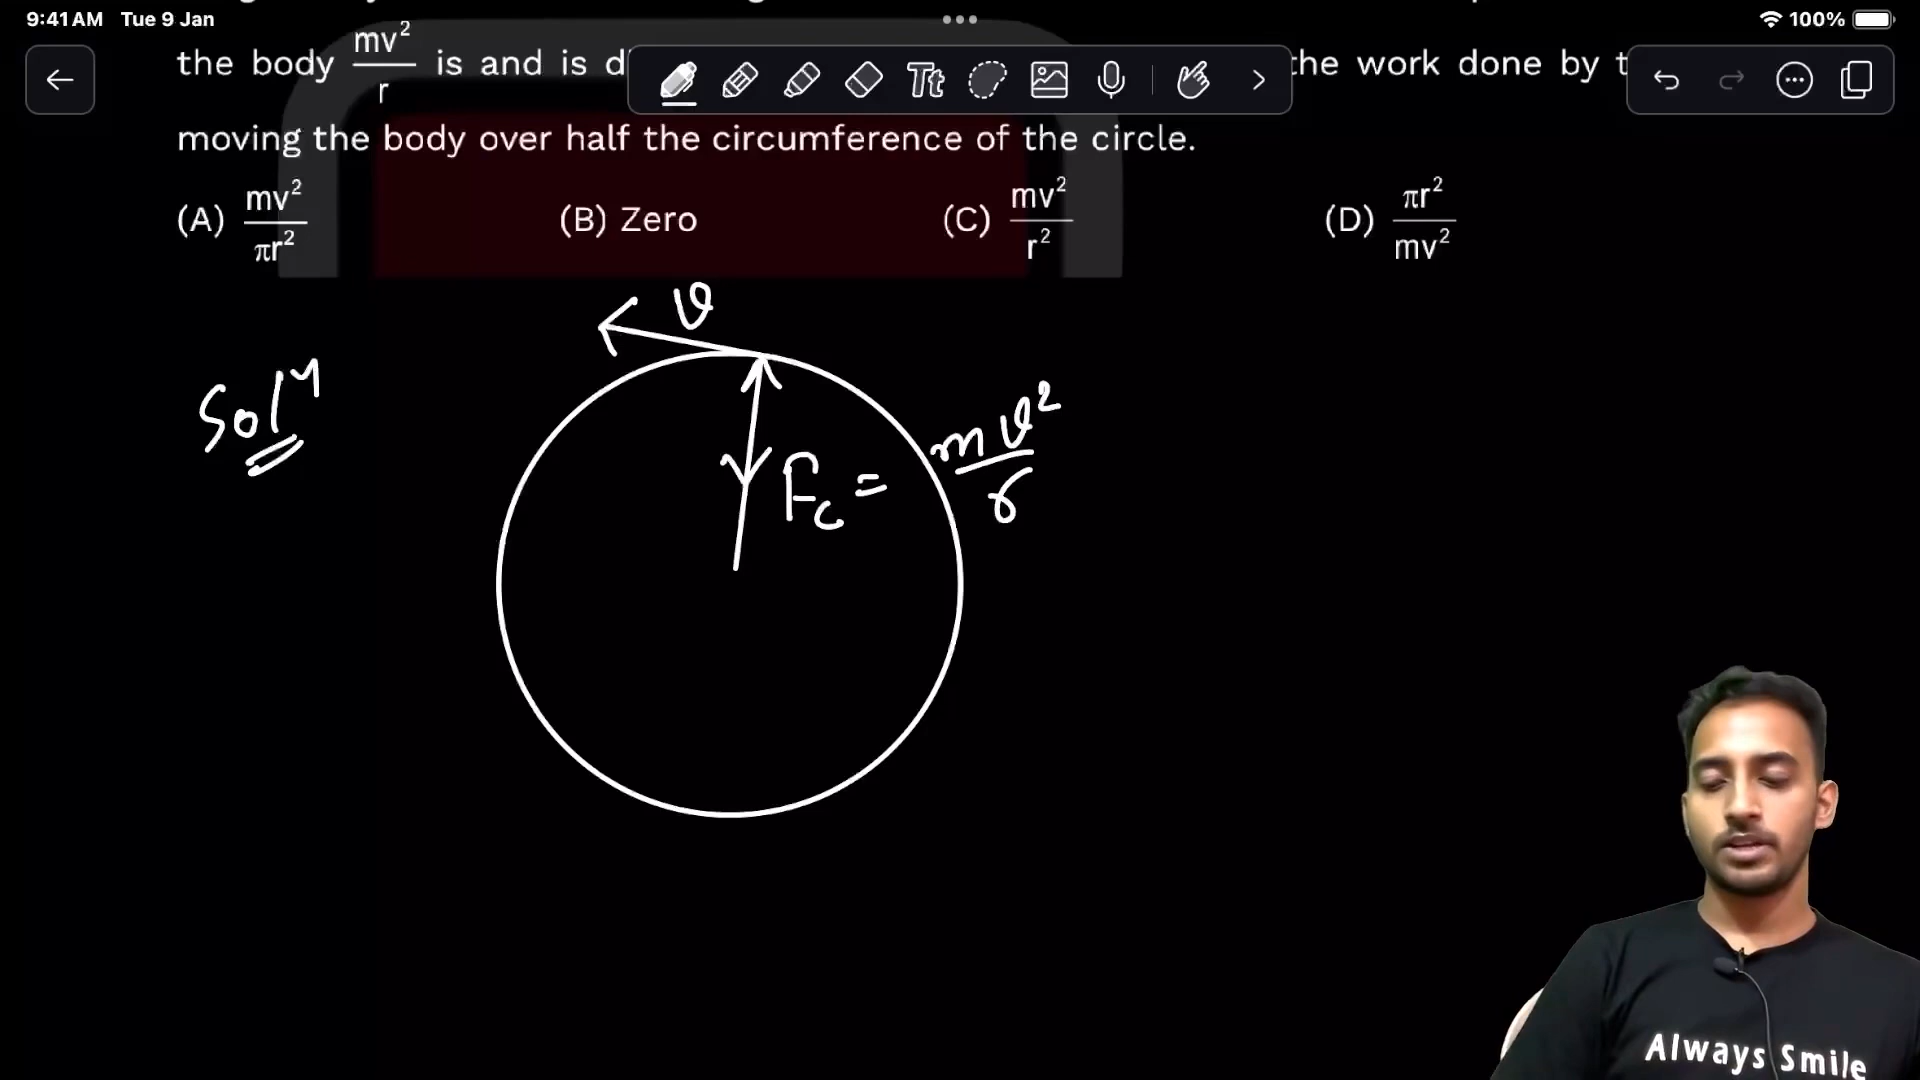 9:41 AM Tue 9 Jan
100%
the body mv²/r is and is d
the work done by t
moving the body over half the circumference of the circle.
(A) mv²/πr² (B) Zero (C) mv²/r² (D) πr²/mv²
Tt
v
Solⁿ
Fc = mv²/r
Always Smile